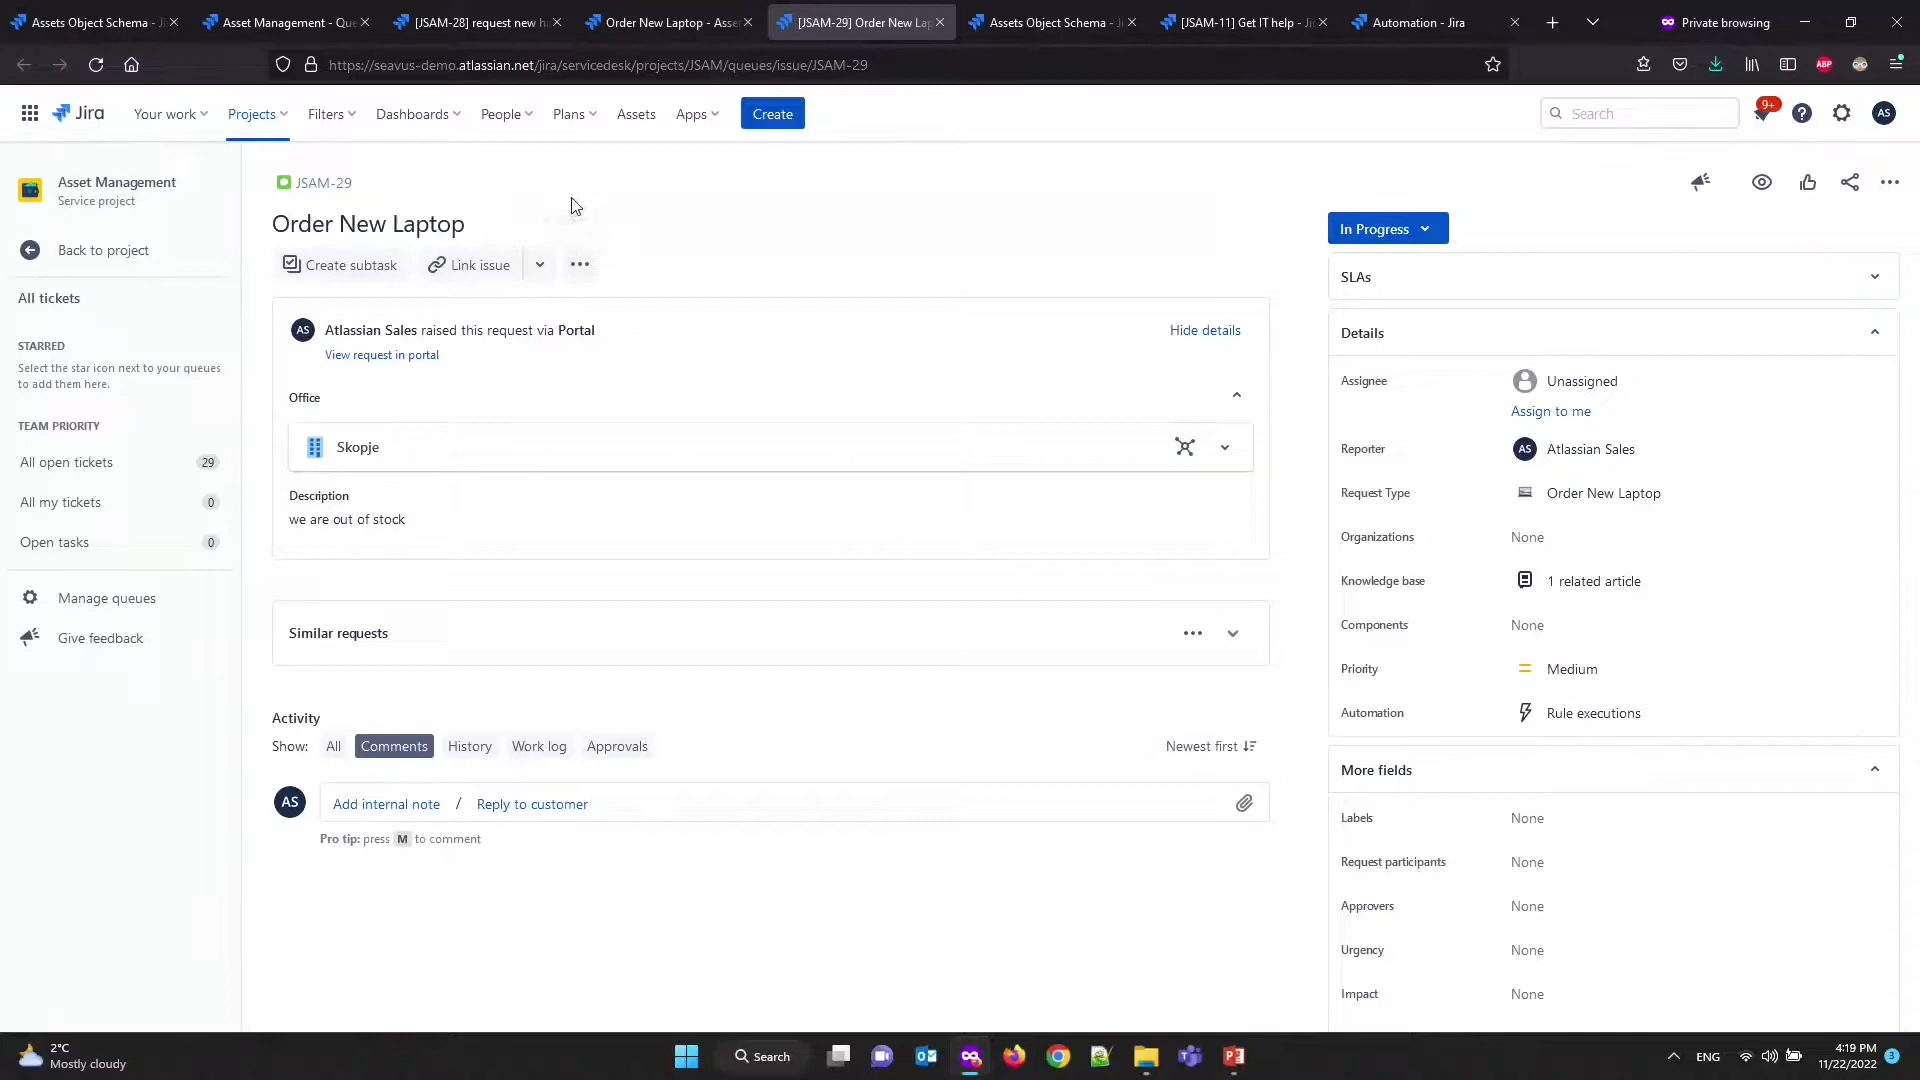 Assets Object Schema - Ji
Asset Management - Que
[JSAM-28] request new ha
Order New Laptop - Asse
[JSAM-29] Order New Lap
Assets Object Schema - Ji
[JSAM-11] Get IT help - Ji
Automation - Jira
Private browsing
https://seavus-demo.atlassian.net/jira/servicedesk/projects/JSAM/queues/issue/JSAM-29
ABP
Jira
Your work
Projects
Filters
Dashboards
People
Plans
Assets
Apps
Create
Search
9+
AS
Asset Management
Service project
Back to project
All tickets
STARRED
Select the star icon next to your queues
to add them here.
TEAM PRIORITY
All open tickets 29
All my tickets 0
Open tasks 0
Manage queues
Give feedback
JSAM-29
Order New Laptop
Create subtask
Link issue
AS Atlassian Sales raised this request via Portal
Hide details
View request in portal
Office
Skopje
Description
we are out of stock
Similar requests
Activity
Show: All Comments History Work log Approvals
Newest first
AS
Add internal note / Reply to customer
Pro tip: press M to comment
In Progress
SLAs
Details
Assignee
Unassigned
Assign to me
Reporter
AS Atlassian Sales
Request Type
Order New Laptop
Organizations
None
Knowledge base
1 related article
Components
None
Priority
Medium
Automation
Rule executions
More fields
Labels
None
Request participants
None
Approvers
None
Urgency
None
Impact
None
2°C
Mostly cloudy
Search
ENG
4:19 PM
11/22/2022
3